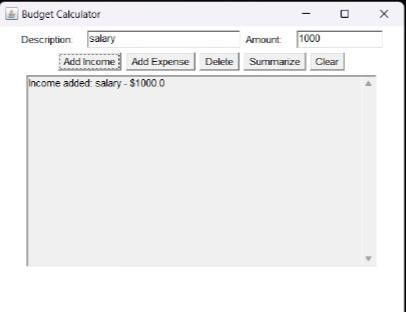 Budget Calculator
Description: salary Amount: 1000
Add Income Add Expense Delete Summarize Clear
Income added: salary - $1000.0